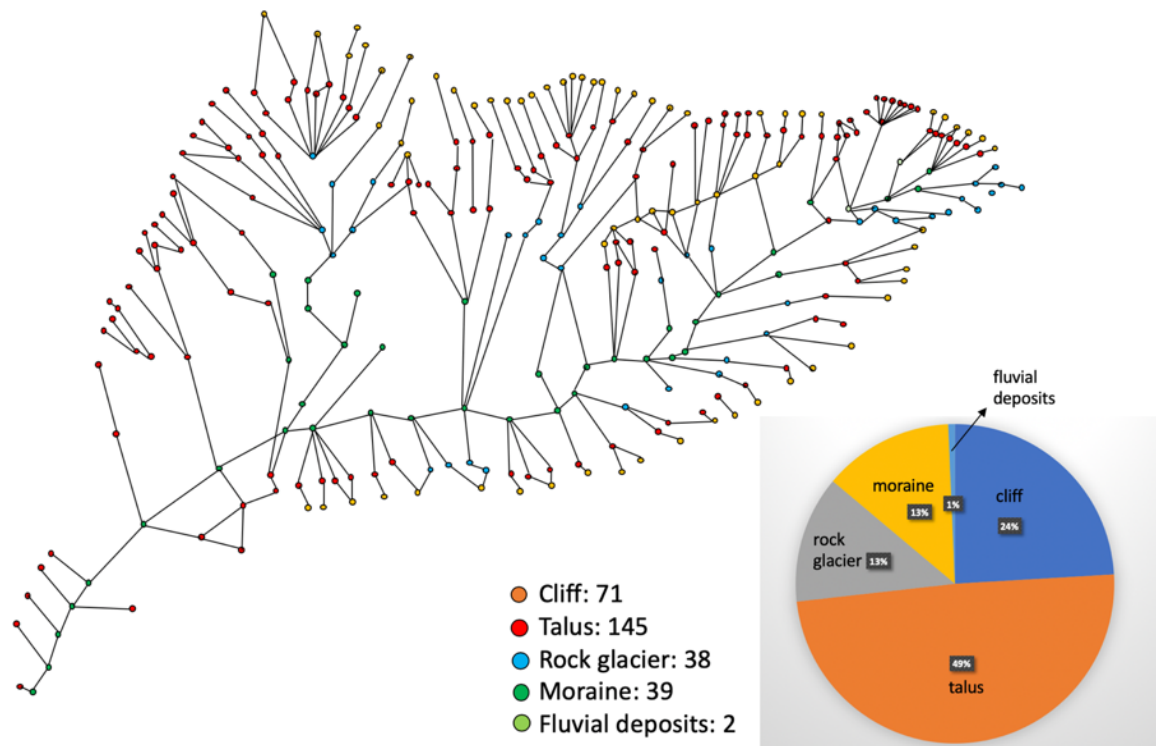 fluvial
deposits
moraine
13%
1%
cliff
24%
rock
glacier
13%
49%
talus
Cliff: 71
Talus: 145
Rock glacier: 38
Moraine: 39
Fluvial deposits: 2